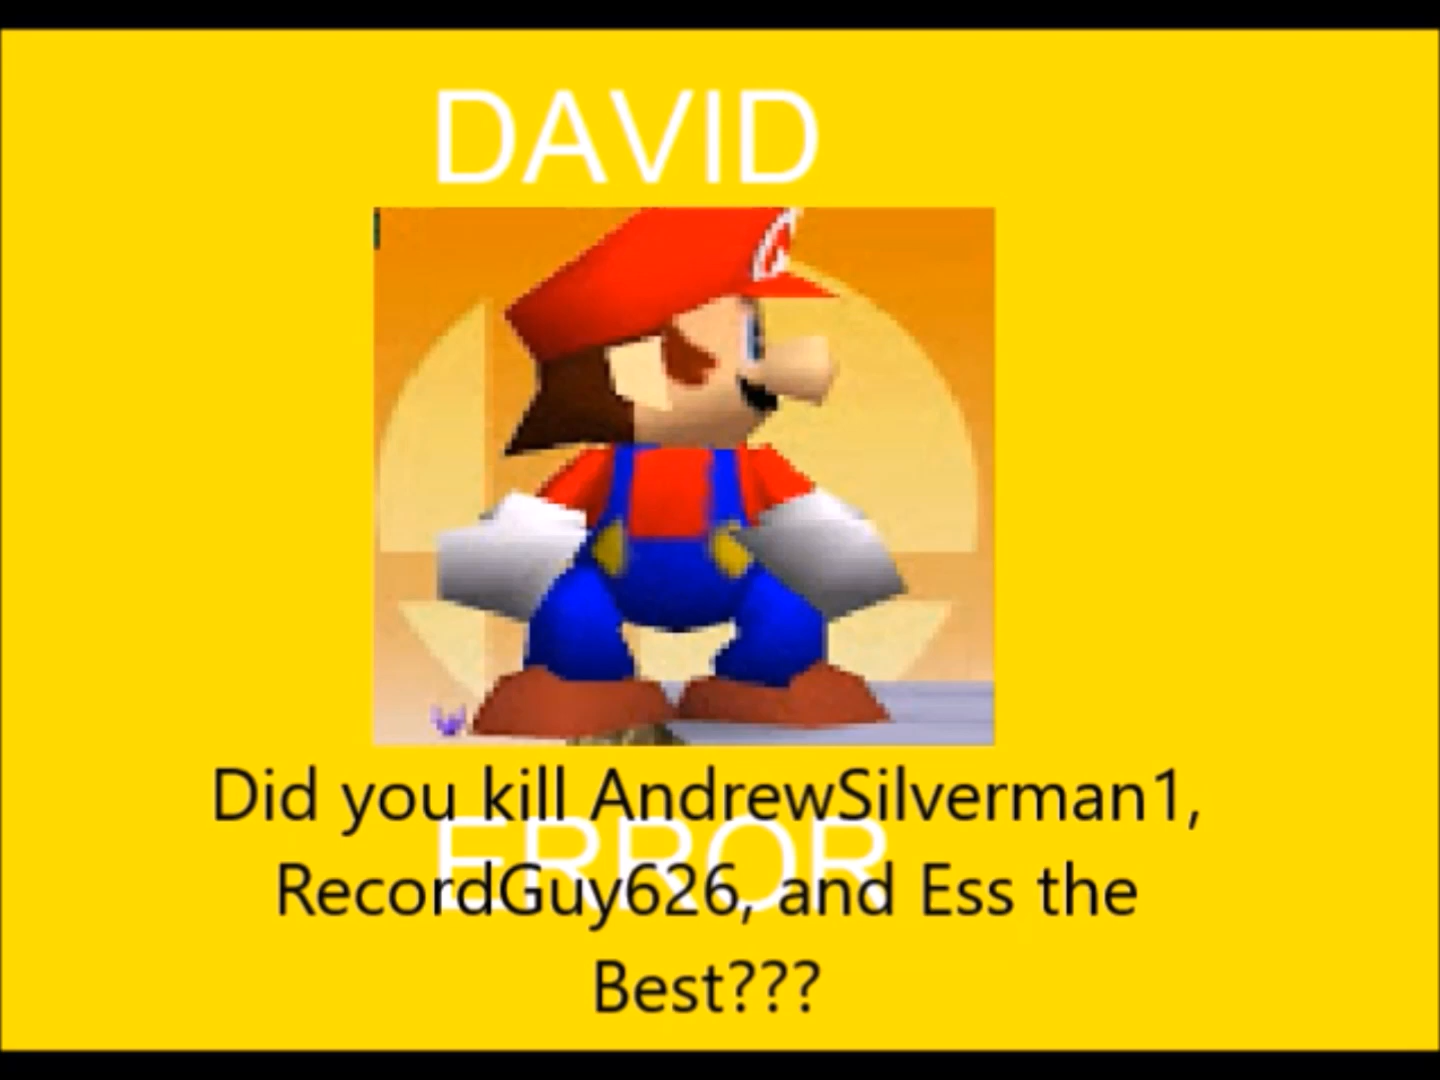 DAVID
Did you kill AndrewSilverman1,
ERROR
RecordGuy626, and Ess the
Best???